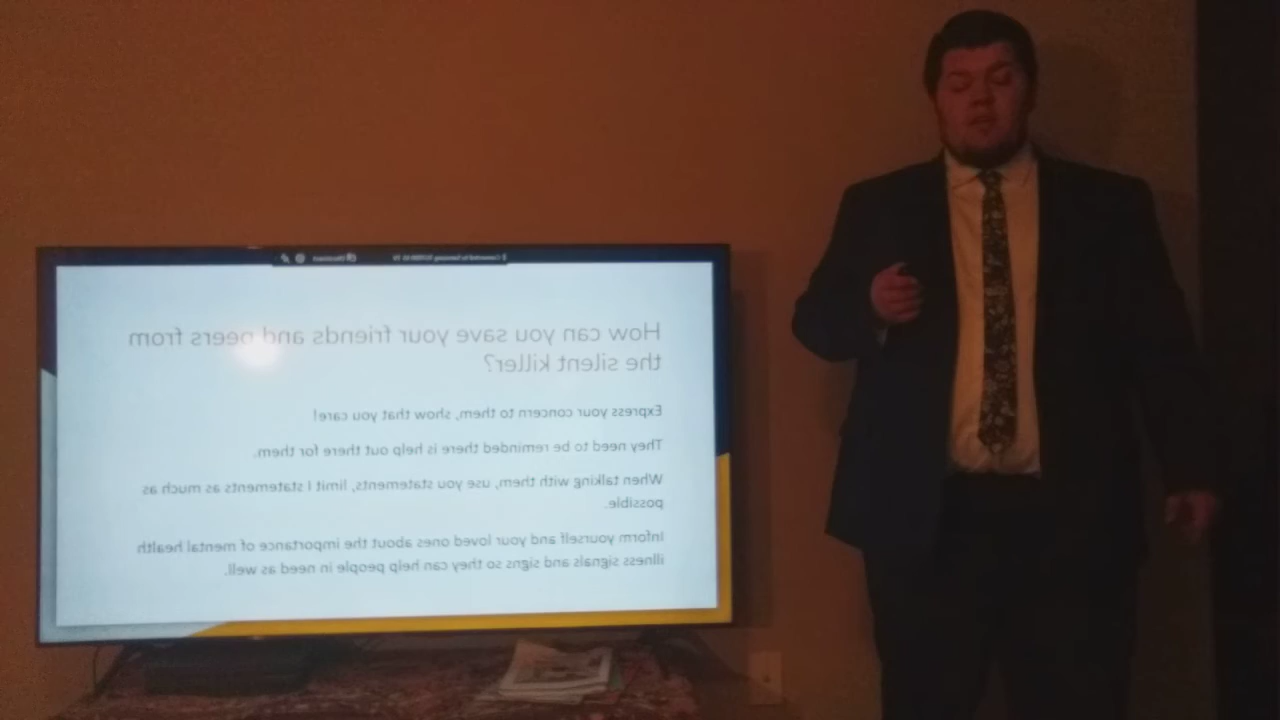 How can you save your friends and peers from
the silent killer?
Express your concern to them, show that you care!
They need to be reminded there is help out there for them.
When talking with them, use you statements, limit I statements as much as
possible.
Inform yourself and your loved ones about the importance of mental health
illness signals and signs so they can help people in need as well.